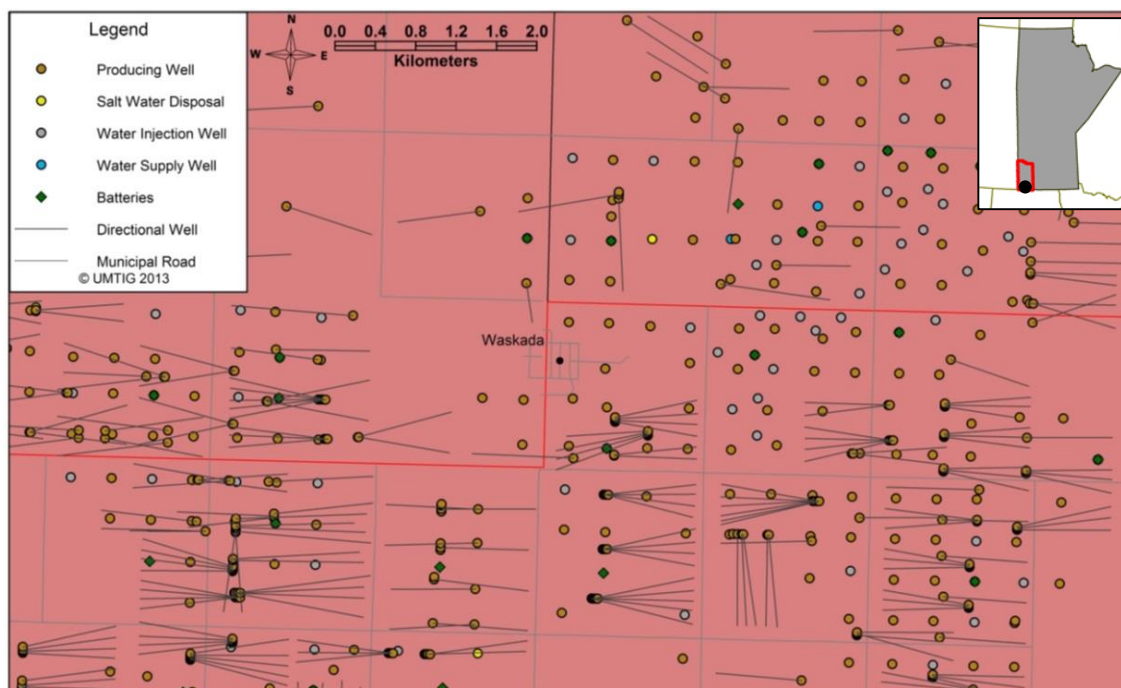 Legend
Producing Well
Salt Water Disposal
Water Injection Well
Water Supply Well
Batteries
Directional Well
Municipal Road
© UMTIG 2013
N
W E
S
0.0 0.4 0.8 1.2 1.6 2.0
Kilometers
Waskada